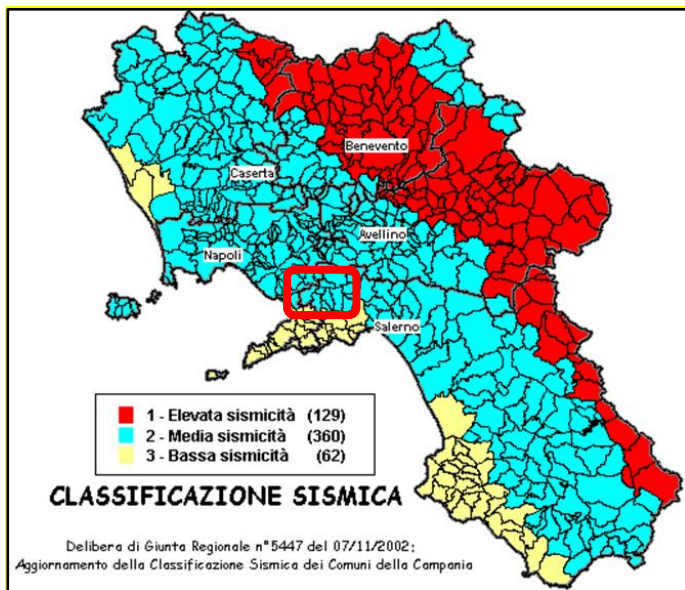 Benevento
Caserta
Avellino
Napoli
Salerno
1 - Elevata sismicità (129)
2 - Media sismicità (360)
3 - Bassa sismicità (62)
CLASSIFICAZIONE SISMICA
Delibera di Giunta Regionale n°5447 del 07/11/2002;
Aggiornamento della Classificazione Sismica dei Comuni della Campania